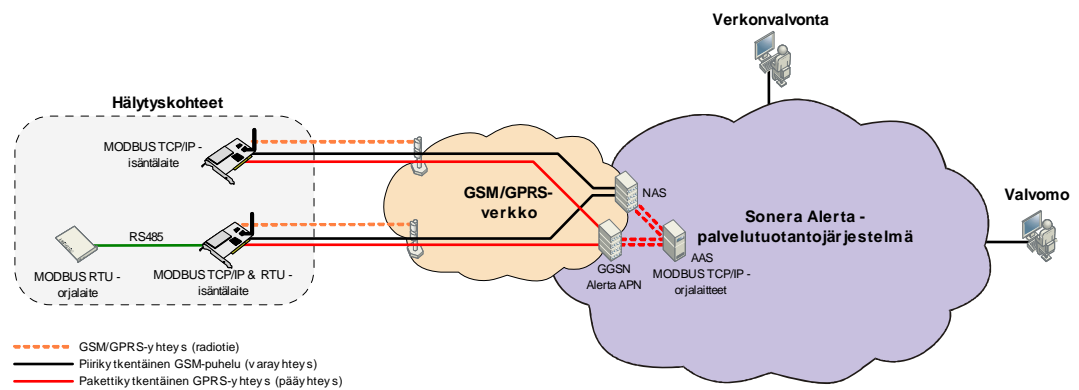 Verkonvalvonta
Hälytyskohteet
MODBUS TCP/IP -
isäntälaite
GSM/GPRS-
verkko
NAS
Valvomo
Sonera Alerta -
palvelutuotantojärjestelmä
RS485
AAS
MODBUS RTU -
orjalaite
MODBUS TCP/IP & RTU -
isäntälaite
GGSN
Alerta APN
MODBUS TCP/IP -
orjalaitteet
GSM/GPRS-yhteys (radiotie)
Piirikytkentäinen GSM-puhelu (varayhteys)
Pakettikytkentäinen GPRS-yhteys (pääyhteys)